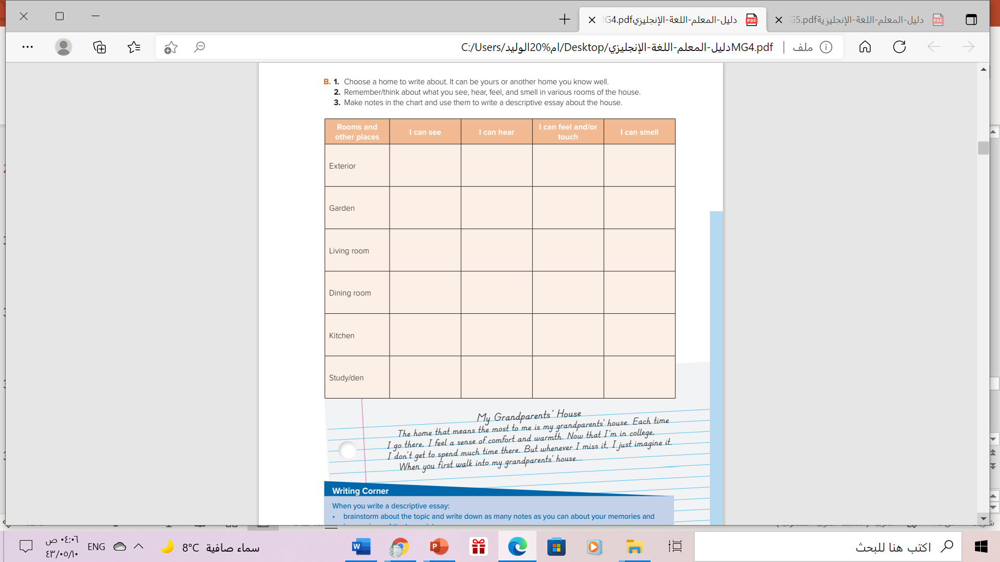 دليل-المعلم-اللغة-الإنجليزيMG4.pdf
دليل-المعلم-اللغة-الإنجليزيةG5.pdf
C:/Users/ام%20الوليد/Desktop/دليل-المعلم-اللغة-الإنجليزيMG4.pdf
ملف
B. 1. Choose a home to write about. It can be yours or another home you know well.
2. Remember/think about what you see, hear, feel, and smell in various rooms of the house.
3. Make notes in the chart and use them to write a descriptive essay about the house.
Rooms and other places
I can see
I can hear
I can feel and/or touch
I can smell
Exterior
Garden
Living room
Dining room
Kitchen
Study/den
My Grandparents' House
The home that means the most to me is my grandparents' house. Each time
I go there, I feel a sense of comfort and warmth. Now that I'm in college,
I don't get to spend much time there. But whenever I miss it, I just imagine it.
When you first walk into my grandparents' house...
Writing Corner
When you write a descriptive essay:
• brainstorm about the topic and write down as many notes as you can about your memories and
٠٤:٠٦ ص
٤٣/٠٥/١٠
ENG
8°C سماء صافية
اكتب هنا للبحث